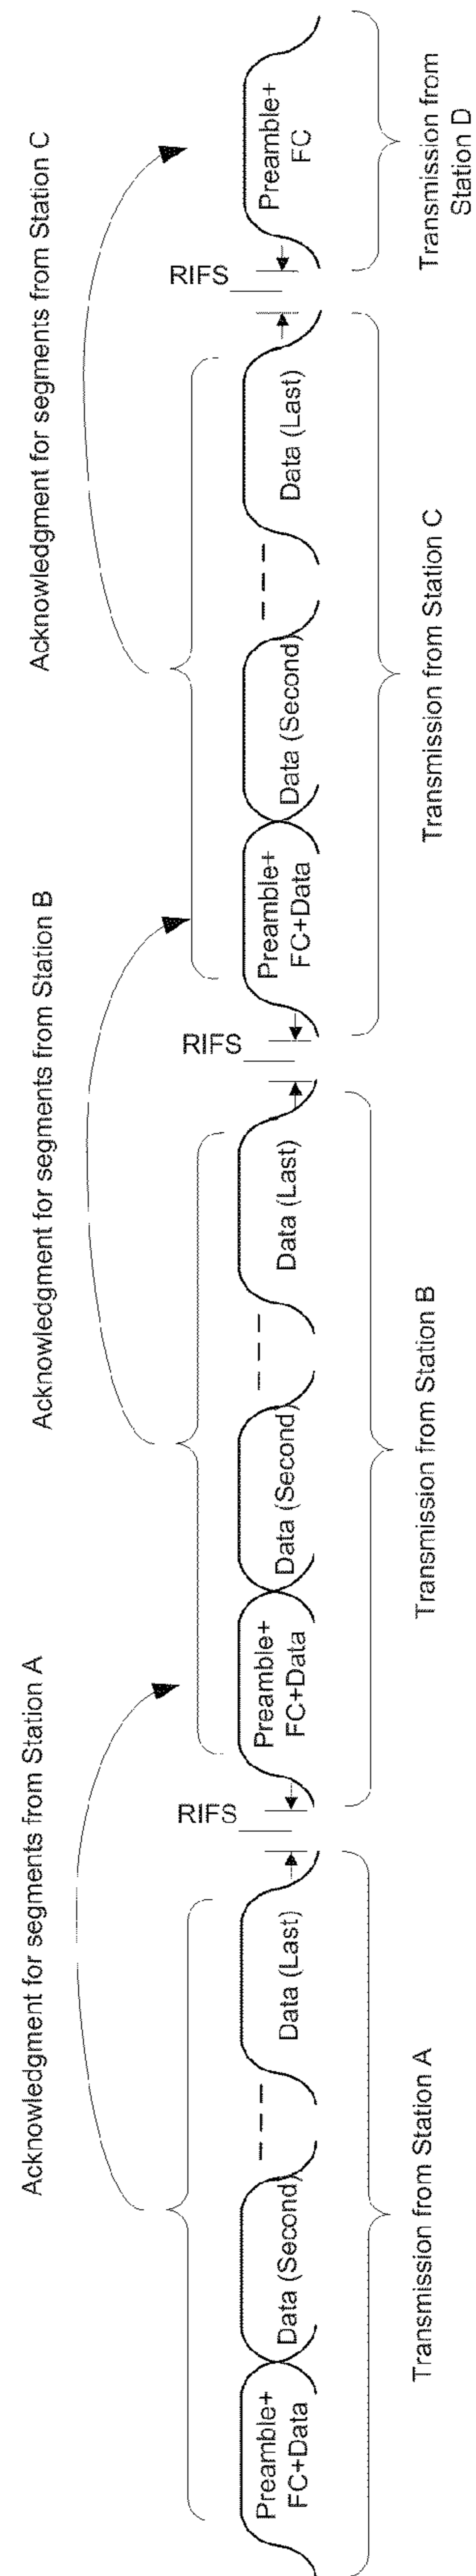 Acknowledgment for segments from Station A
Acknowledgment for segments from Station B
Acknowledgment for segments from Station C
Preamble+
FC+Data
Data (Second)
Data (Last)
RIFS
Preamble+
FC+Data
Data (Second)
Data (Last)
RIFS
Preamble+
FC+Data
Data (Second)
Data (Last)
RIFS
Preamble+
FC
Transmission from Station A
Transmission from Station B
Transmission from Station C
Transmission from
Station D